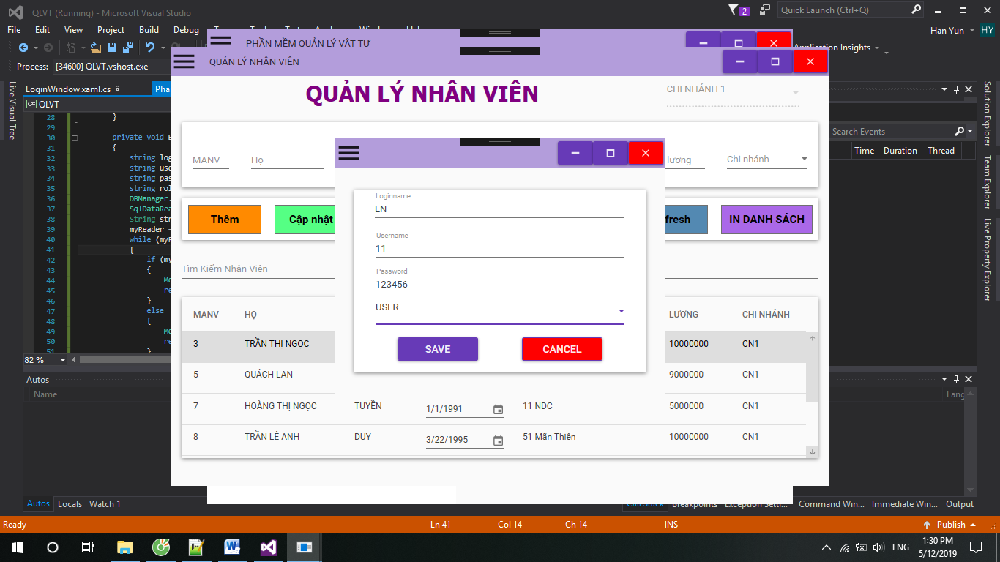 QLVT (Running) - Microsoft Visual Studio
2
Quick Launch (Ctrl+Q)
File Edit View Project Build Debug
Han Yun HY
PHẦN MỀM QUẢN LÝ VẬT TƯ
Application Insights
Process: [34600] QLVT.vshost.exe
QUẢN LÝ NHÂN VIÊN
LoginWindow.xaml.cs Pha
QUẢN LÝ NHÂN VIÊN
CHI NHÁNH 1
Live Visual Tree
Solution Explorer
Team Explorer
Live Property Explorer
C# QLVT
28 }
29
30 private void
31 {
32 string log
33 string use
34 string pas
35 string rol
36 DBManager.
37 SqlDataRea
38 String str
39 myReader =
40 while (myR
41 {
42 if (my
43 {
44 Me
45 re
46 }
47 else
48 {
49 Me
50 re
51 }
82 %
Search Events
Time Duration Thread
MANV Họ lương Chi nhánh
Thêm Cập nhật fresh IN DANH SÁCH
Tìm Kiếm Nhân Viên
Loginname
LN
Username
11
Password
123456
USER
SAVE CANCEL
MANV HỌ LƯƠNG CHI NHÁNH
3 TRẦN THỊ NGỌC 10000000 CN1
5 QUÁCH LAN 9000000 CN1
7 HOÀNG THỊ NGỌC TUYỀN 1/1/1991 11 NDC 5000000 CN1
8 TRẦN LÊ ANH DUY 3/22/1995 51 Mãn Thiên 10000000 CN1
Autos
Name Lang
Autos Locals Watch 1
Call Stack Breakpoints Exception Setti... Command Win... Immediate Win... Output
Ready Ln 41 Col 14 Ch 14 INS Publish
ENG
1:30 PM
5/12/2019